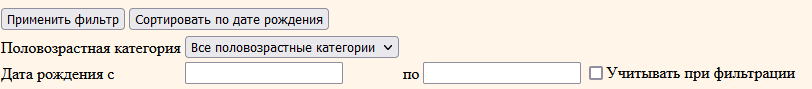 Применить фильтр Сортировать по дате рождения
Половозрастная категория Все половозрастные категории
Дата рождения с по Учитывать при фильтрации